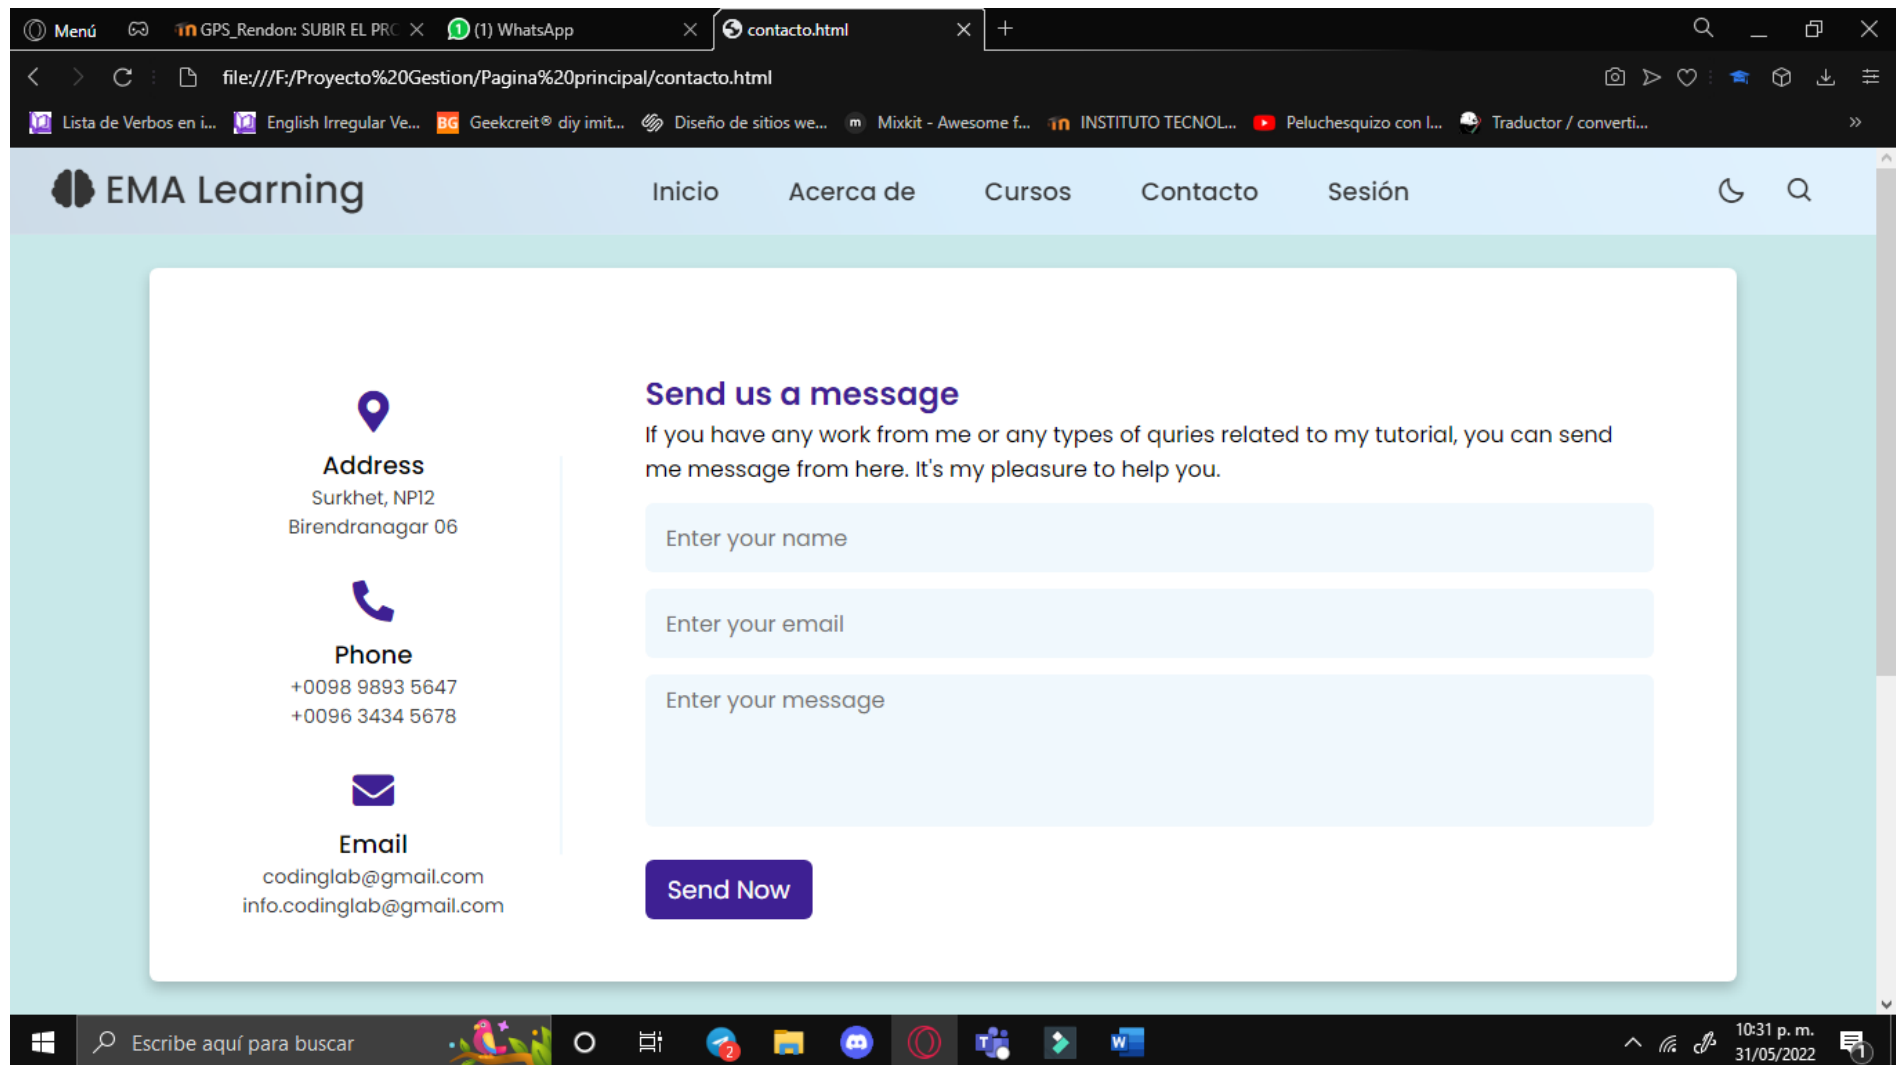 Menú
GPS_Rendon: SUBIR EL PRO
(1) WhatsApp
contacto.html
file:///F:/Proyecto%20Gestion/Pagina%20principal/contacto.html
Lista de Verbos en i...
English Irregular Ve...
BG Geekcreit® diy imit...
Diseño de sitios we...
m Mixkit - Awesome f...
INSTITUTO TECNOL...
Peluchesquizo con l...
Traductor / converti...
EMA Learning
Inicio
Acerca de
Cursos
Contacto
Sesión
Address
Surkhet, NP12
Birendranagar 06
Phone
+0098 9893 5647
+0096 3434 5678
Email
codinglab@gmail.com
info.codinglab@gmail.com
Send us a message
If you have any work from me or any types of quries related to my tutorial, you can send
me message from here. It's my pleasure to help you.
Enter your name
Enter your email
Enter your message
Send Now
Escribe aquí para buscar
2
10:31 p. m.
31/05/2022
1